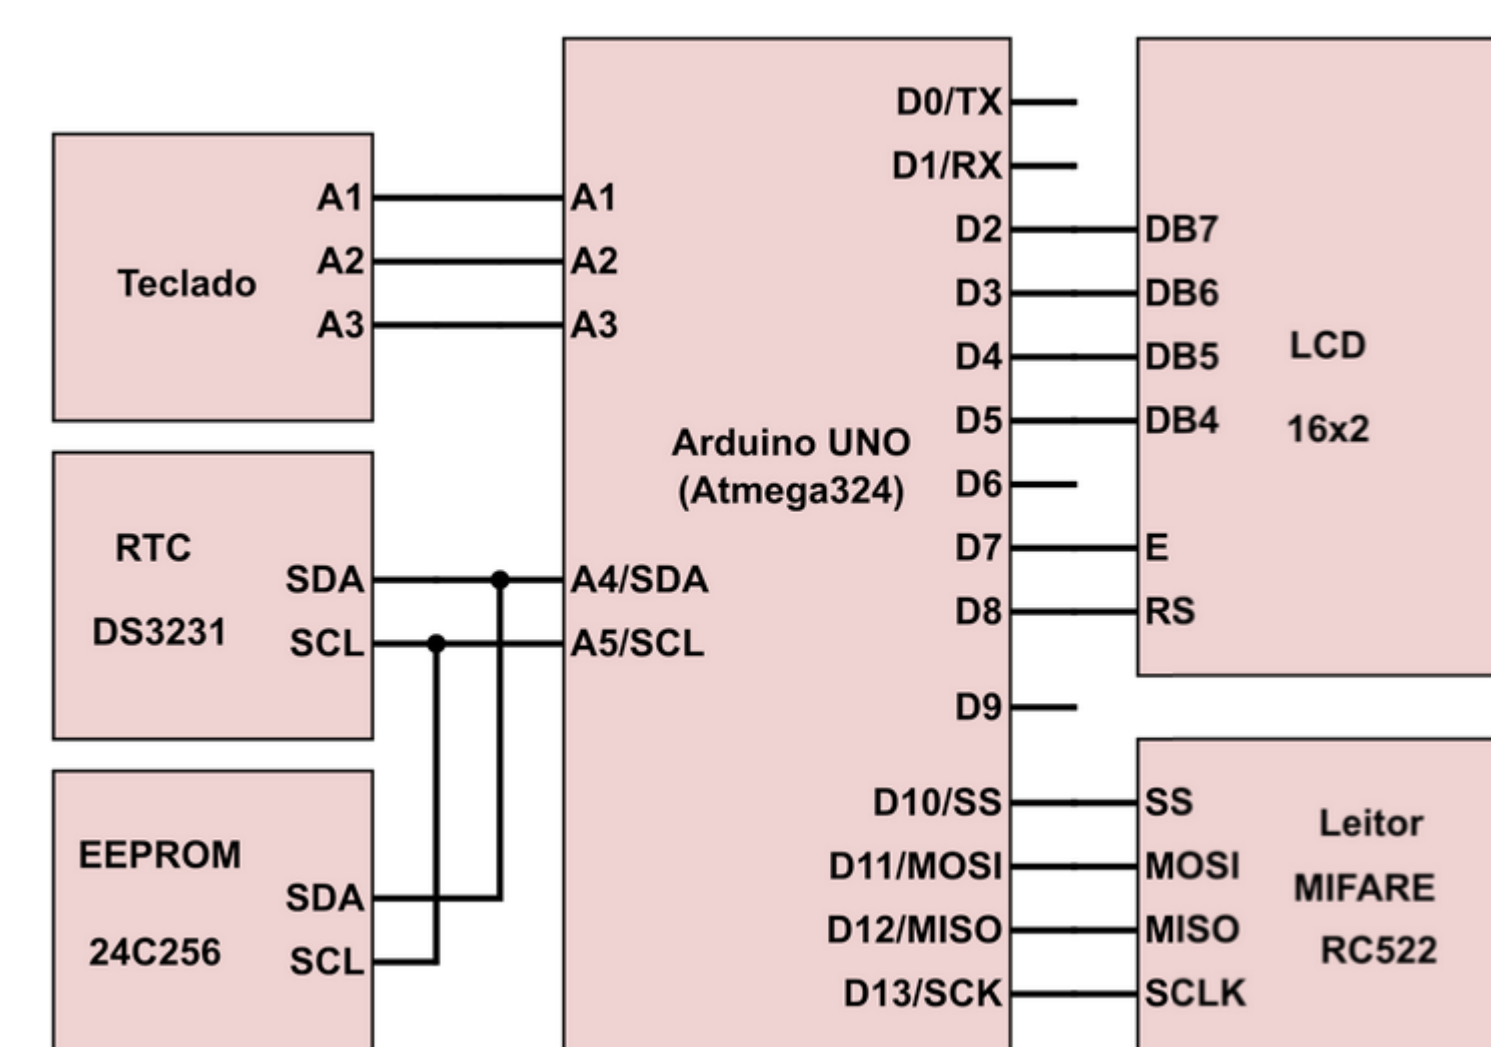 Teclado
A1
A2
A3
RTC
DS3231
SDA
SCL
EEPROM
24C256
SDA
SCL
A1
A2
A3
Arduino UNO
(Atmega324)
A4/SDA
A5/SCL
D0/TX
D1/RX
D2
D3
D4
D5
D6
D7
D8
D9
D10/SS
D11/MOSI
D12/MISO
D13/SCK
DB7
DB6
DB5
DB4
E
RS
LCD
16x2
SS
MOSI
MISO
SCLK
Leitor
MIFARE
RC522